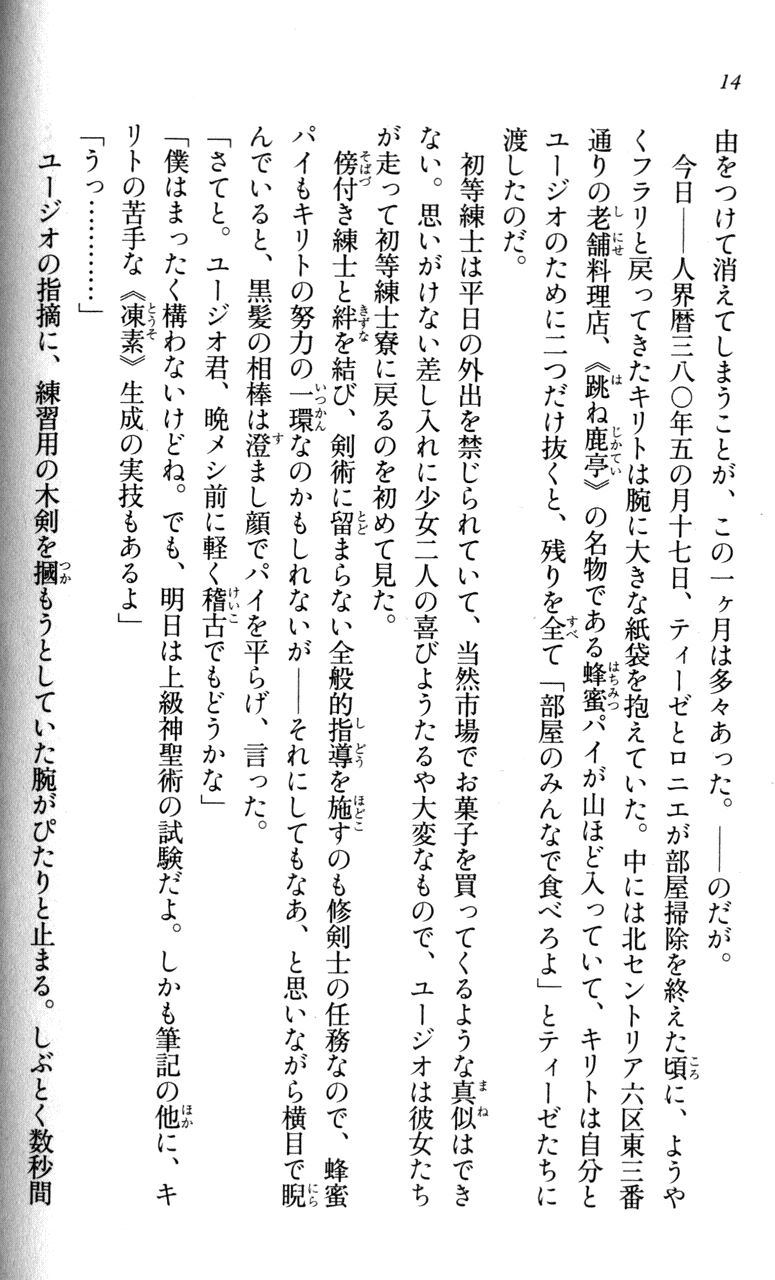 14
由をつけて消えてしまうことが、この一ヶ月は多々あった。――のだが。
今日――人界暦三八〇年五の月十七日、ティーゼとロニエが部屋掃除を終えた頃に、ようや
くフラリと戻ってきたキリトは腕に大きな紙袋を抱えていた。中には北セントリア六区東三番
通りの老舗料理店、《跳ね鹿亭》の名物である蜂蜜パイが山ほど入っていて、キリトは自分と
ユージオのために二つだけ抜くと、残りを全て「部屋のみんなで食べろよ」とティーゼたちに
渡したのだ。
初等練士は平日の外出を禁じられていて、当然市場でお菓子を買ってくるような真似はでき
ない。思いがけない差し入れに少女二人の喜びようたるや大変なもので、ユージオは彼女たち
が走って初等練士寮に戻るのを初めて見た。
傍付き練士と絆を結び、剣術に留まらない全般的指導を施すのも修剣士の任務なので、蜂蜜
パイもキリトの努力の一環なのかもしれないが――それにしてもなあ、と思いながら横目で睨
んでいると、黒髪の相棒は澄まし顔でパイを平らげ、言った。
「さてと。ユージオ君、晩メシ前に軽く稽古でもどうかな」
「僕はまったく構わないけどね。でも、明日は上級神聖術の試験だよ。しかも筆記の他に、キ
リトの苦手な《凍素》生成の実技もあるよ」
「うっ…………」
ユージオの指摘に、練習用の木剣を摑もうとしていた腕がぴたりと止まる。しぶとく数秒間